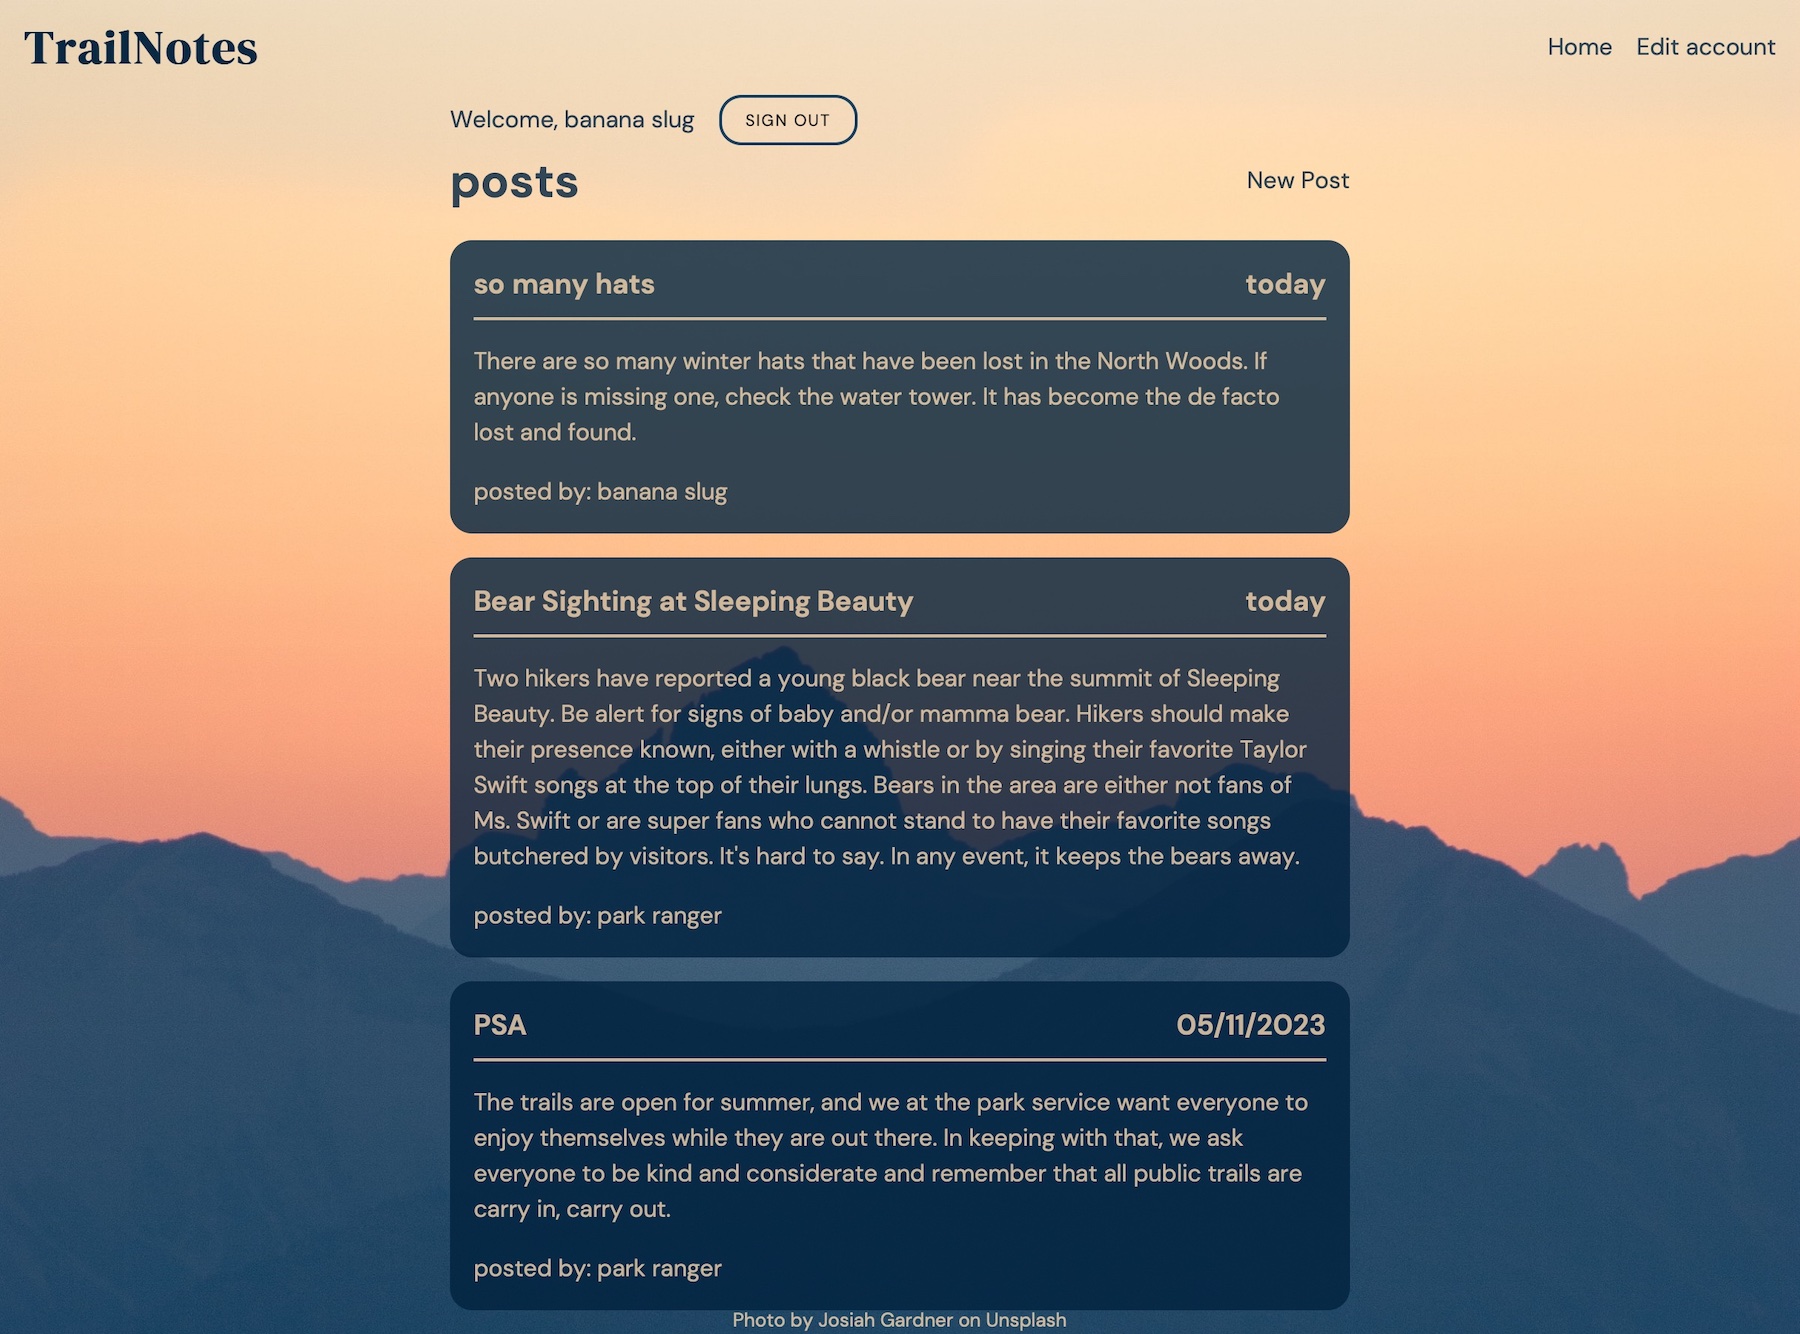 TrailNotes
Home Edit account
Welcome, banana slug SIGN OUT
posts New Post
so many hats today
There are so many winter hats that have been lost in the North Woods. If
anyone is missing one, check the water tower. It has become the de facto
lost and found.
posted by: banana slug
Bear Sighting at Sleeping Beauty today
Two hikers have reported a young black bear near the summit of Sleeping
Beauty. Be alert for signs of baby and/or mamma bear. Hikers should make
their presence known, either with a whistle or by singing their favorite Taylor
Swift songs at the top of their lungs. Bears in the area are either not fans of
Ms. Swift or are super fans who cannot stand to have their favorite songs
butchered by visitors. It's hard to say. In any event, it keeps the bears away.
posted by: park ranger
PSA 05/11/2023
The trails are open for summer, and we at the park service want everyone to
enjoy themselves while they are out there. In keeping with that, we ask
everyone to be kind and considerate and remember that all public trails are
carry in, carry out.
posted by: park ranger
Photo by Josiah Gardner on Unsplash